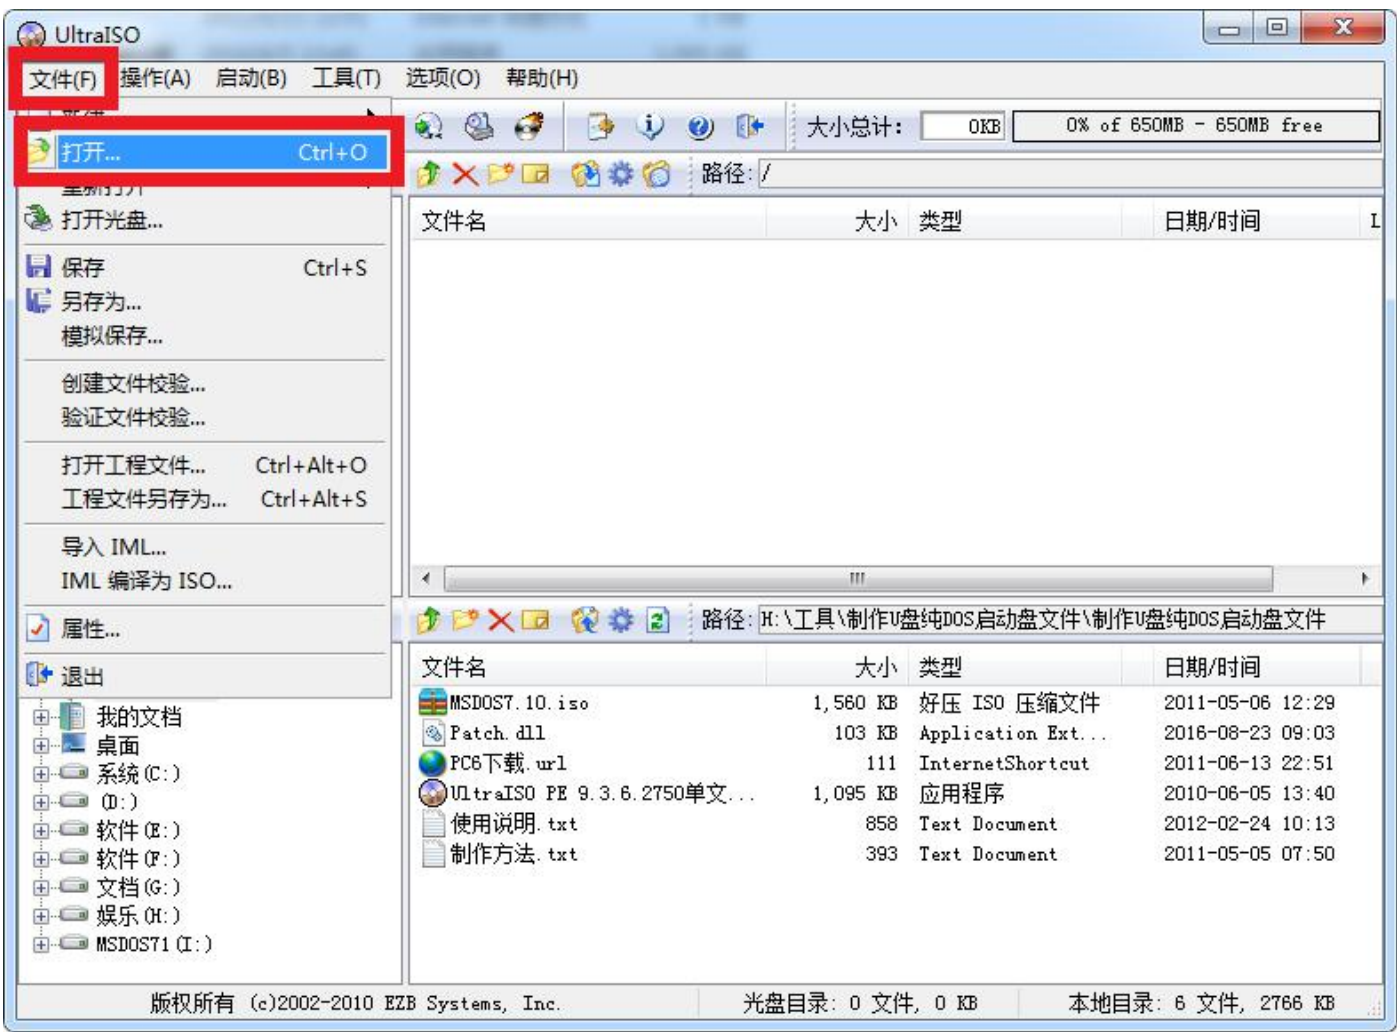 UltraISO
文件(F) 操作(A) 启动(B) 工具(T) 选项(O) 帮助(H)
大小总计: 0KB 0% of 650MB - 650MB free
打开... Ctrl+O
路径: /
重新打开
打开光盘...
文件名 大小 类型 日期/时间 L
保存 Ctrl+S
另存为...
模拟保存...
创建文件校验...
验证文件校验...
打开工程文件... Ctrl+Alt+O
工程文件另存为... Ctrl+Alt+S
导入 IML...
IML 编译为 ISO...
属性...
路径: H:\工具\制作U盘纯DOS启动盘文件\制作U盘纯DOS启动盘文件
退出
文件名 大小 类型 日期/时间
MSDOS7.10.iso 1,560 KB 好压 ISO 压缩文件 2011-05-06 12:29
Patch.dll 103 KB Application Ext... 2016-08-23 09:03
PC6下载.url 111 InternetShortcut 2011-06-13 22:51
UltraISO PE 9.3.6.2750单文... 1,095 KB 应用程序 2010-06-05 13:40
使用说明.txt 858 Text Document 2012-02-24 10:13
制作方法.txt 393 Text Document 2011-05-05 07:50
我的文档
桌面
系统(C:)
(D:)
软件(E:)
软件(F:)
文档(G:)
娱乐(H:)
MSDOS71(I:)
版权所有 (c)2002-2010 EZB Systems, Inc. 光盘目录: 0 文件, 0 KB 本地目录: 6 文件, 2766 KB